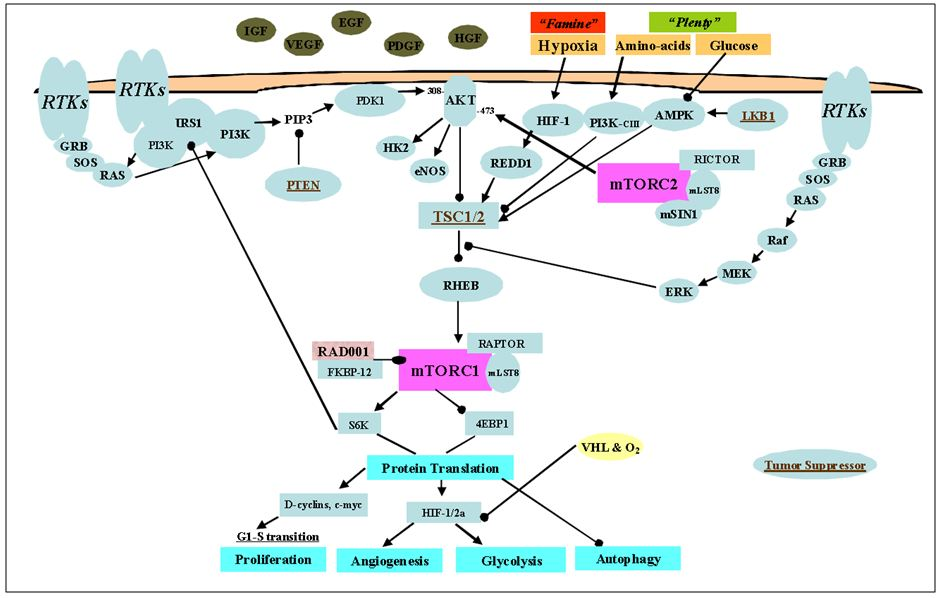 IGF
VEGF
EGF
PDGF
HGF
"Famine"
"Plenty"
Hypoxia
Amino-acids
Glucose
RTKs
RTKs
RTKs
GRB
SOS
RAS
IRS1
PI3K
PI3K
PIP3
PTEN
PDK1
308-
AKT
-473
HIF-1
PI3K-CIII
AMPK
LKB1
HK2
eNOS
REDD1
mTORC2
RICTOR
mLST8
mSIN1
GRB
SOS
RAS
Raf
MEK
ERK
TSC1/2
RHEB
RAD001
FKBP-12
mTORC1
RAPTOR
mLST8
S6K
4EBP1
VHL & O2
Protein Translation
Tumor Suppressor
D-cyclins, c-myc
HIF-1/2a
G1-S transition
Proliferation
Angiogenesis
Glycolysis
Autophagy